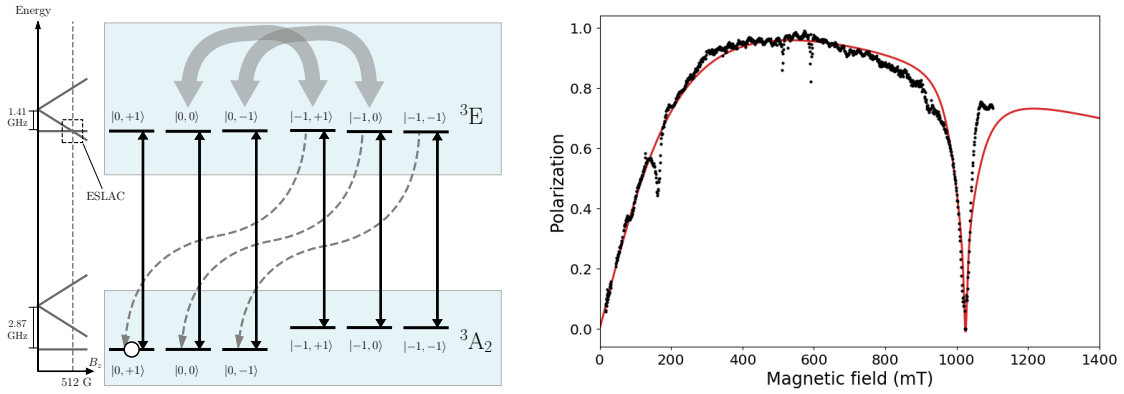 Energy
1.41
GHz
ESLAC
2.87
GHz
B_z
512 G
|0,+1⟩ |0,0⟩ |0,−1⟩ |−1,+1⟩ |−1,0⟩ |−1,−1⟩
³E
|−1,+1⟩ |−1,0⟩ |−1,−1⟩
³A₂
|0,+1⟩ |0,0⟩ |0,−1⟩
Polarization
1.0
0.8
0.6
0.4
0.2
0.0
0 200 400 600 800 1000 1200 1400
Magnetic field (mT)